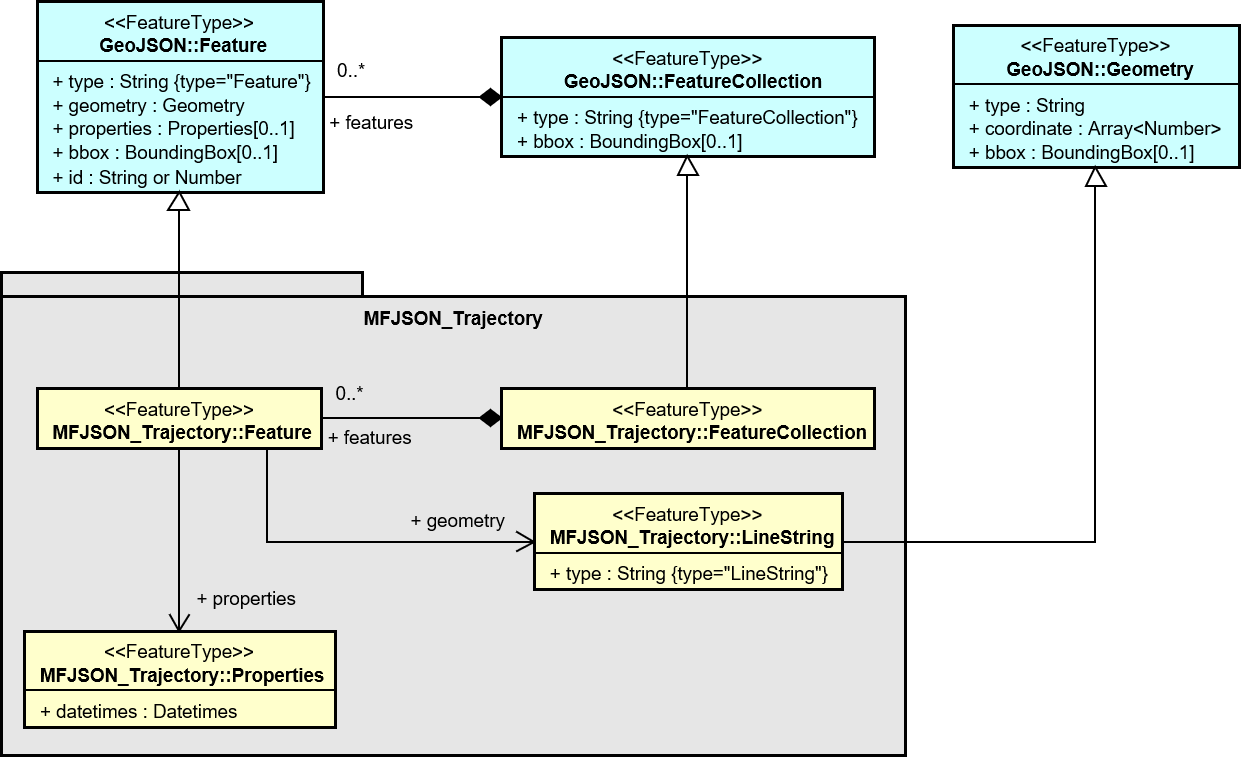 <<FeatureType>>
GeoJSON::Feature
+ type : String {type="Feature"}
+ geometry : Geometry
+ properties : Properties[0..1]
+ bbox : BoundingBox[0..1]
+ id : String or Number
0..*
+ features
<<FeatureType>>
GeoJSON::FeatureCollection
+ type : String {type="FeatureCollection"}
+ bbox : BoundingBox[0..1]
<<FeatureType>>
GeoJSON::Geometry
+ type : String
+ coordinate : Array<Number>
+ bbox : BoundingBox[0..1]
MFJSON_Trajectory
<<FeatureType>>
MFJSON_Trajectory::Feature
0..*
+ features
<<FeatureType>>
MFJSON_Trajectory::FeatureCollection
+ geometry
<<FeatureType>>
MFJSON_Trajectory::LineString
+ type : String {type="LineString"}
+ properties
<<FeatureType>>
MFJSON_Trajectory::Properties
+ datetimes : Datetimes